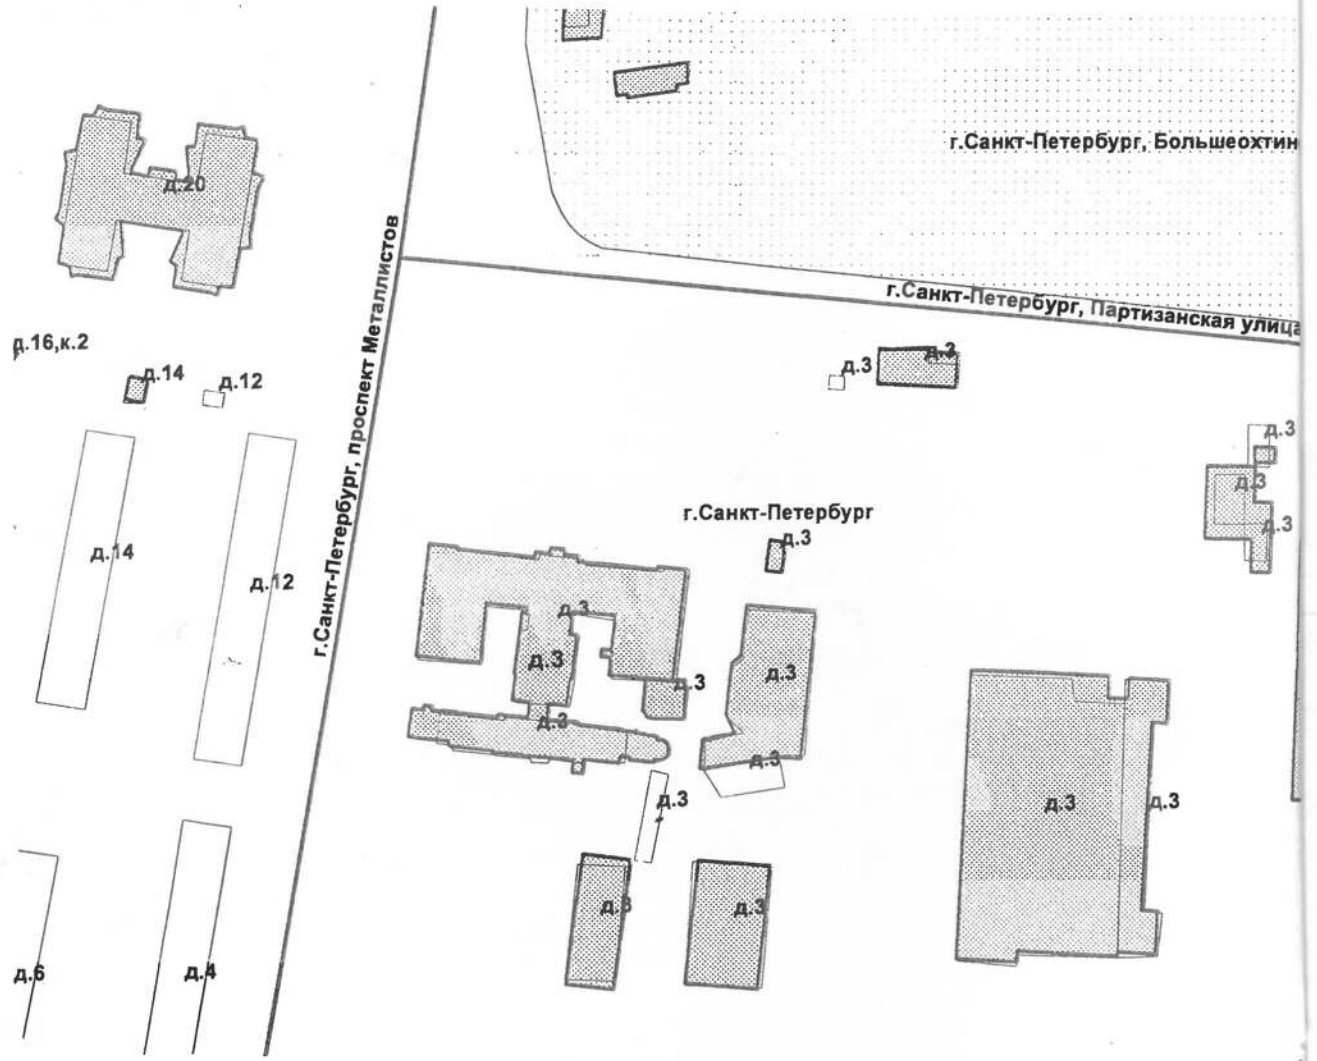 г.Санкт-Петербург, Большеохтин
д.20
г.Санкт-Петербург, проспект Металлистов
г.Санкт-Петербург, Партизанская улица
д.16,к.2
д.14
д.12
д.3
д.3
д.3
д.3
д.3
г.Санкт-Петербург
д.3
д.14
д.12
д.3
д.3
д.3
д.3
д.3
д.3
д.3
д.3
д.3
д.3
д.3
д.6
д.4